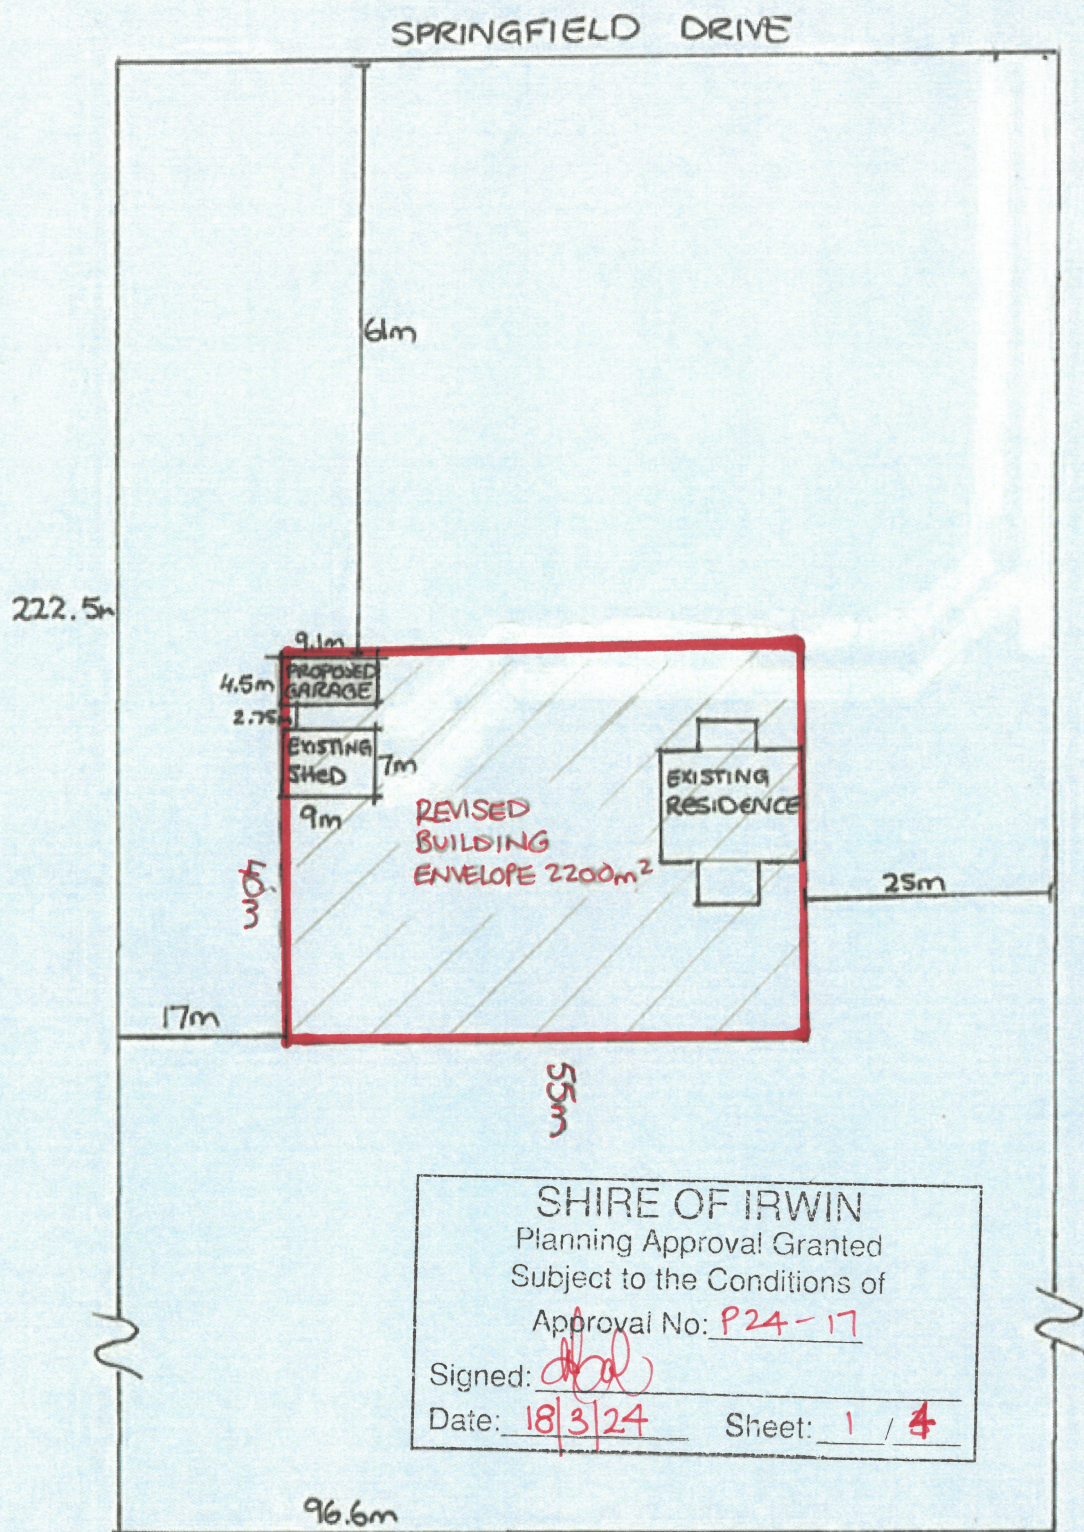 SPRINGFIELD DRIVE
61m
222.5m
9.1m
4.5m
PROPOSED
GARAGE
2.75m
EXISTING
SHED
7m
9m
EXISTING
RESIDENCE
REVISED
BUILDING
ENVELOPE 2200m²
40m
25m
17m
55m
SHIRE OF IRWIN
Planning Approval Granted
Subject to the Conditions of
Approval No: P24-17
Signed:
Date: 18/3/24 Sheet: 1 / 4
96.6m